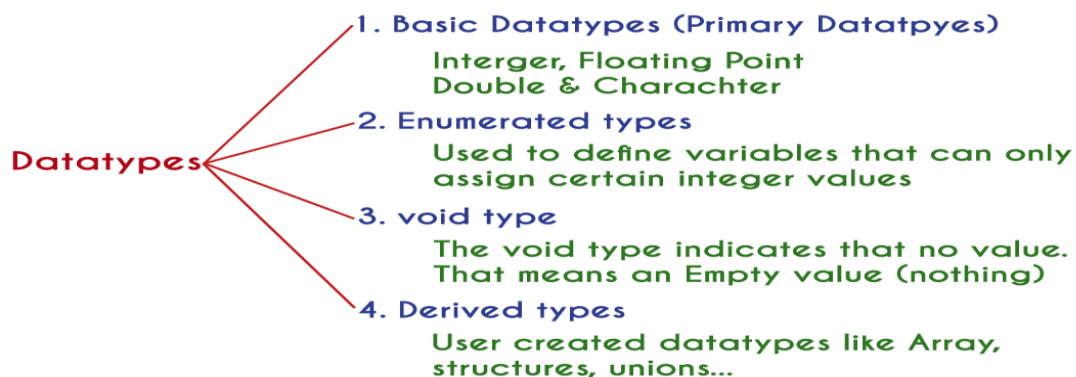 1. Basic Datatypes (Primary Datatpyes)
Interger, Floating Point
Double & Charachter
2. Enumerated types
Datatypes
Used to define variables that can only
assign certain integer values
3. void type
The void type indicates that no value.
That means an Empty value (nothing)
4. Derived types
User created datatypes like Array,
structures, unions...